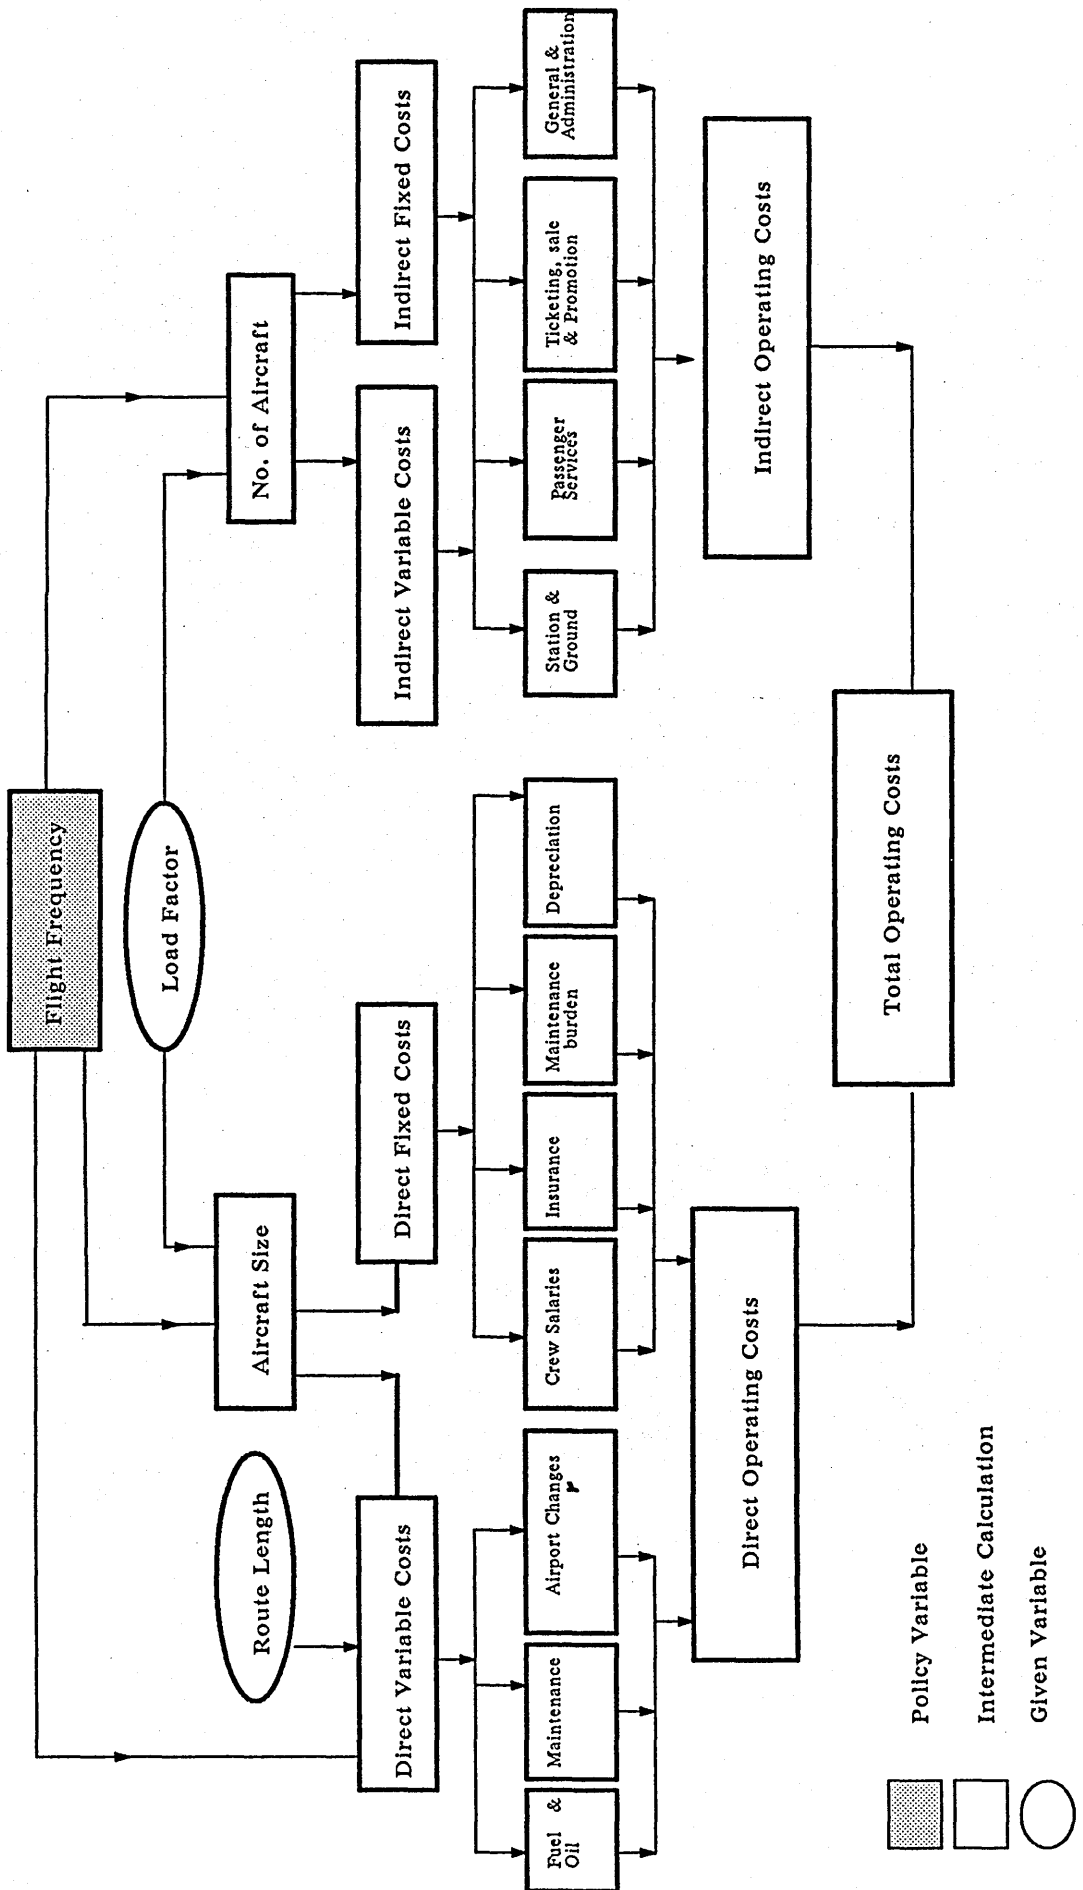 Flight Frequency
Load Factor
Route Length
Aircraft Size
No. of Aircraft
Direct Variable Costs
Direct Fixed Costs
Indirect Variable Costs
Indirect Fixed Costs
Fuel &
Oil
Maintenance
Airport Changes
r
Crew Salaries
Insurance
Maintenance
burden
Depreciation
Station &
Ground
Passenger
Services
Ticketing, sale
& Promotion
General &
Administration
Direct Operating Costs
Indirect Operating Costs
Total Operating Costs
Policy Variable
Intermediate Calculation
Given Variable